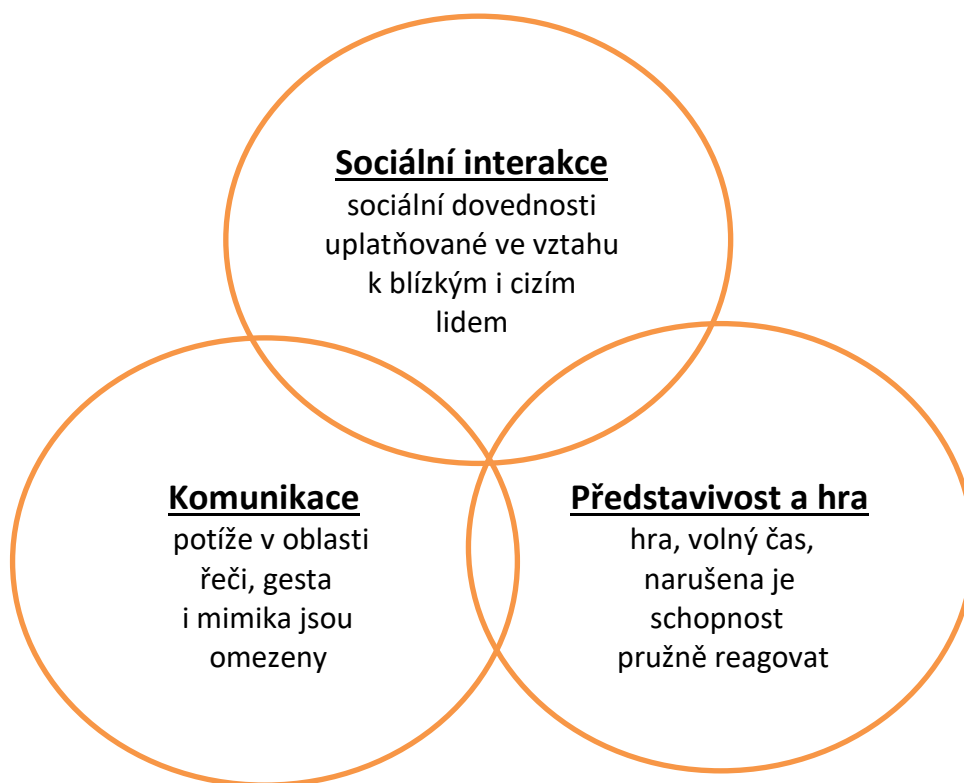 Sociální interakce
sociální dovednosti
uplatňované ve vztahu
k blízkým i cizím
lidem
Komunikace
potíže v oblasti
řeči, gesta
i mimika jsou
omezeny
Představivost a hra
hra, volný čas,
narušena je
schopnost
pružně reagovat